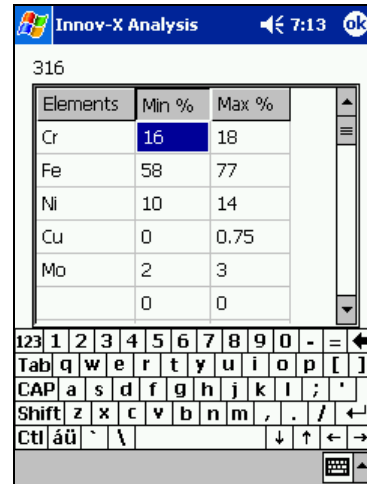 Innov-X Analysis 7:13 ok
316
Elements Min % Max %
Cr 16 18
Fe 58 77
Ni 10 14
Cu 0 0.75
Mo 2 3
0 0
123 1 2 3 4 5 6 7 8 9 0 - =
Tab q w e r t y u i o p [ ]
CAP a s d f g h j k l ; '
Shift z x c v b n m , . / ↵
Ctl áü ` \ ↓ ↑ ← →